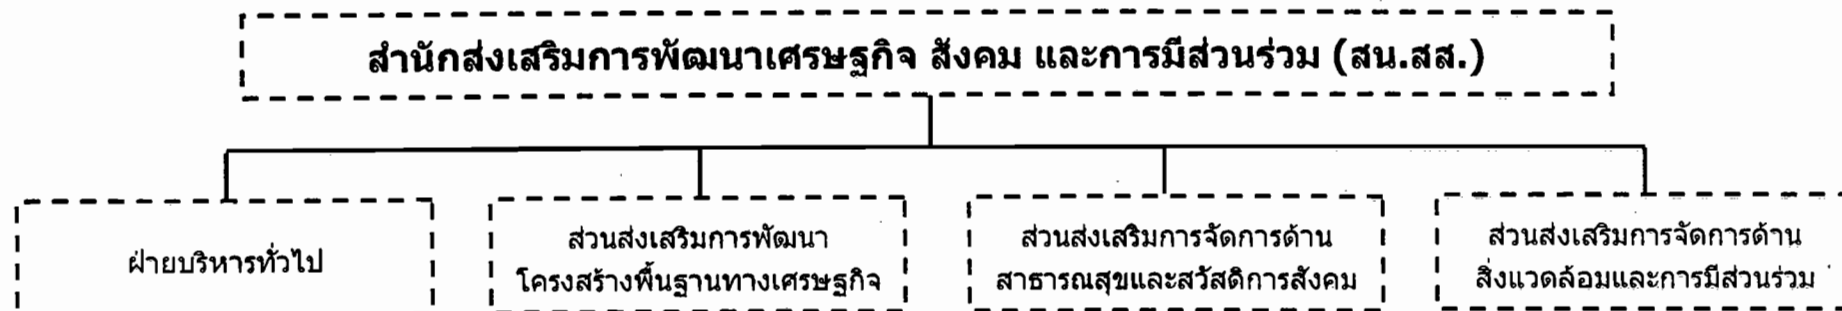 สำนักส่งเสริมการพัฒนาเศรษฐกิจ สังคม และการมีส่วนร่วม (สน.สส.)
ฝ่ายบริหารทั่วไป
ส่วนส่งเสริมการพัฒนา
โครงสร้างพื้นฐานทางเศรษฐกิจ
ส่วนส่งเสริมการจัดการด้าน
สาธารณสุขและสวัสดิการสังคม
ส่วนส่งเสริมการจัดการด้าน
สิ่งแวดล้อมและการมีส่วนร่วม